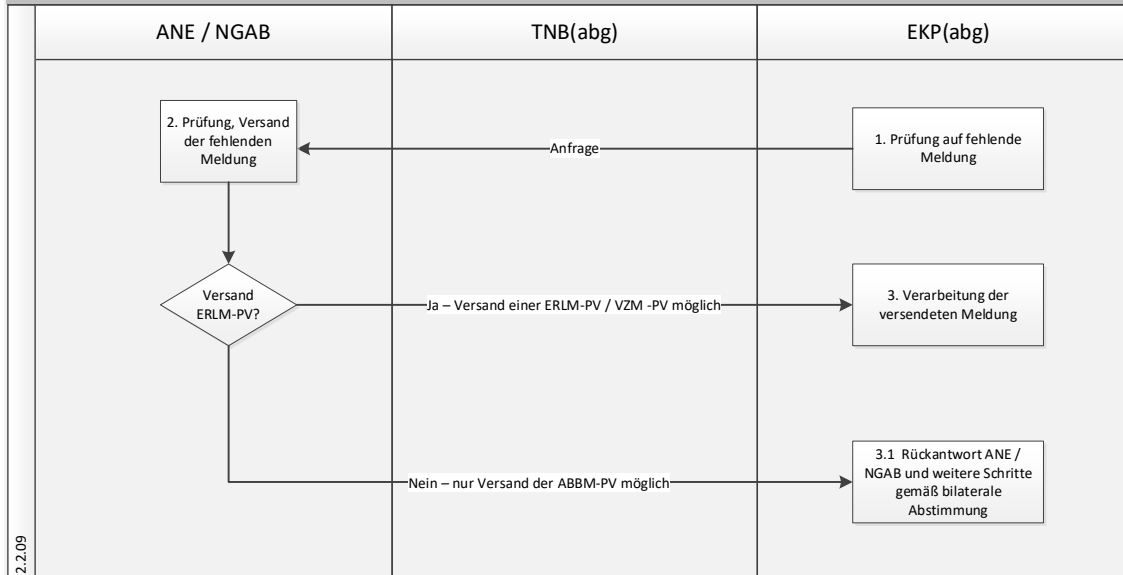 ANE / NGAB
TNB(abg)
EKP(abg)
2. Prüfung, Versand
der fehlenden
Meldung
Anfrage
1. Prüfung auf fehlende
Meldung
Versand
ERLM-PV?
Ja – Versand einer ERLM-PV / VZM -PV möglich
3. Verarbeitung der
versendeten Meldung
Nein – nur Versand der ABBM-PV möglich
3.1 Rückantwort ANE /
NGAB und weitere Schritte
gemäß bilaterale
Abstimmung
2.2.09